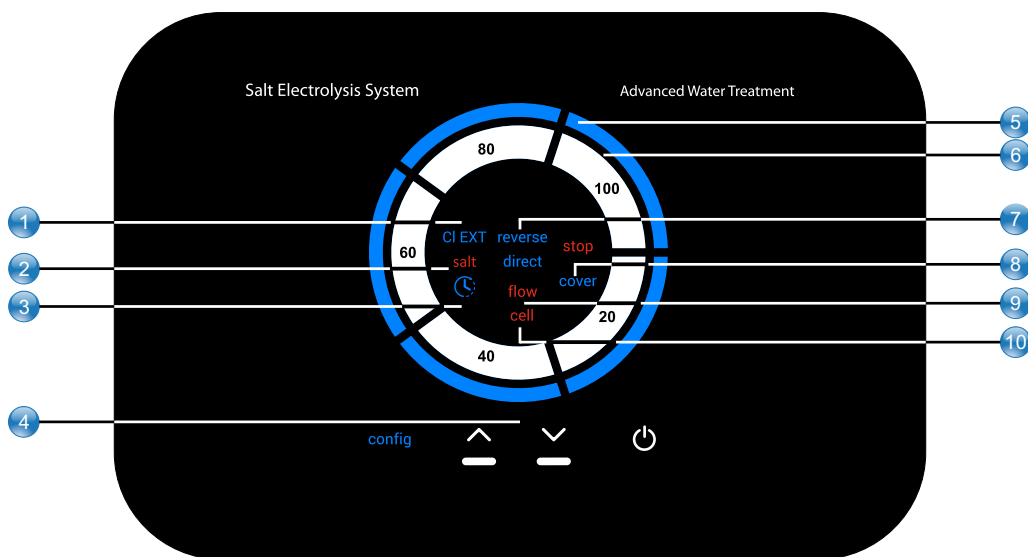 Salt Electrolysis System
Advanced Water Treatment
5
80
6
100
1
7
Cl EXT reverse
stop
60
salt
direct
8
2
cover
3
flow
9
20
cell
10
40
4
config